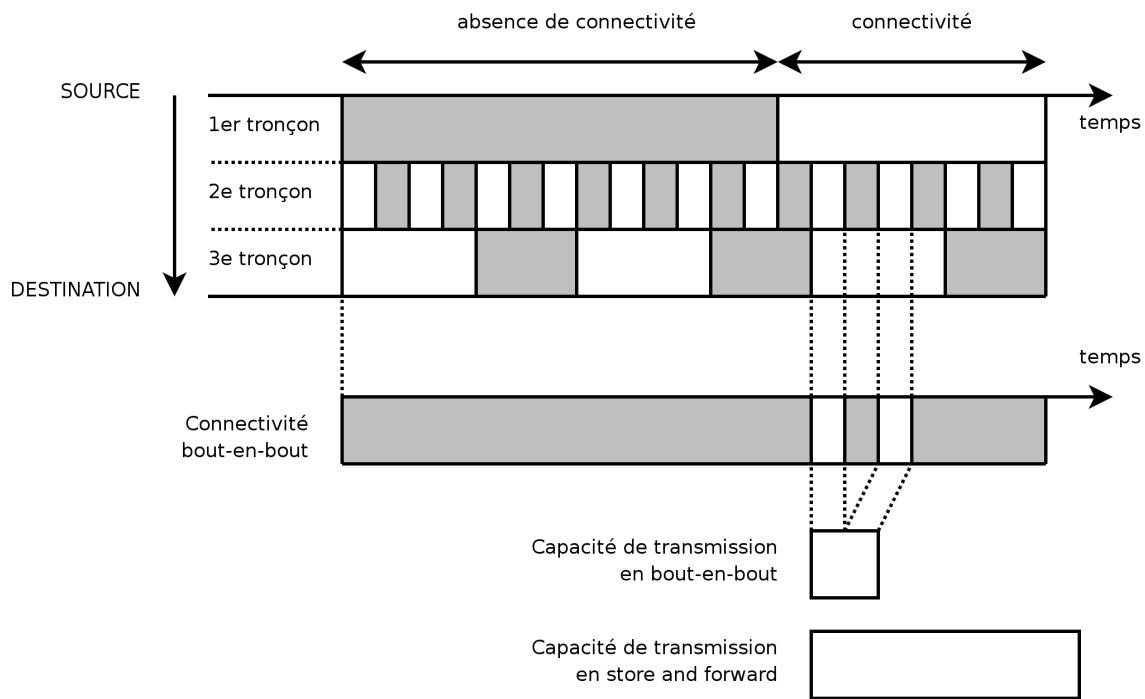 absence de connectivité
connectivité
SOURCE
temps
1er tronçon
2e tronçon
3e tronçon
DESTINATION
temps
Connectivité
bout-en-bout
Capacité de transmission
en bout-en-bout
Capacité de transmission
en store and forward